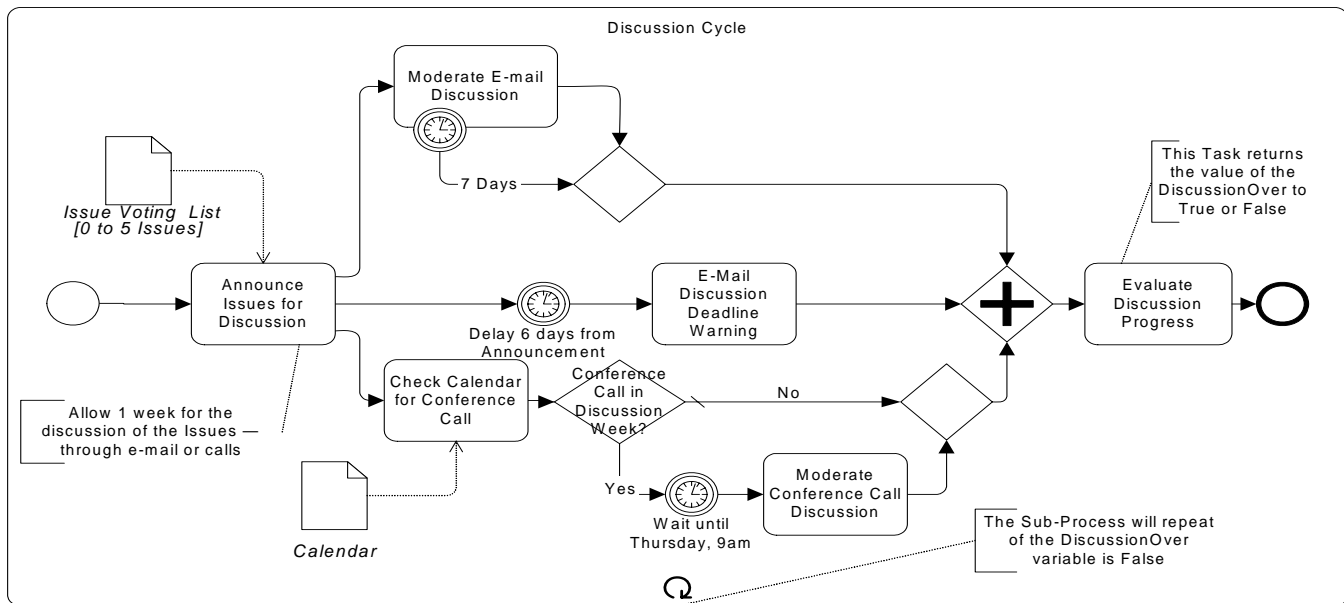 Discussion Cycle
Moderate E-mail
Discussion
7 Days
This Task returns
the value of the
DiscussionOver to
True or False
Issue Voting List
[0 to 5 Issues]
Announce
Issues for
Discussion
Delay 6 days from
Announcement
E-Mail
Discussion
Deadline
Warning
Evaluate
Discussion
Progress
Allow 1 week for the
discussion of the Issues —
through e-mail or calls
Check Calendar
for Conference
Call
Conference
Call in
Discussion
Week?
No
Yes
Calendar
Wait until
Thursday, 9am
Moderate
Conference Call
Discussion
The Sub-Process will repeat
of the DiscussionOver
variable is False